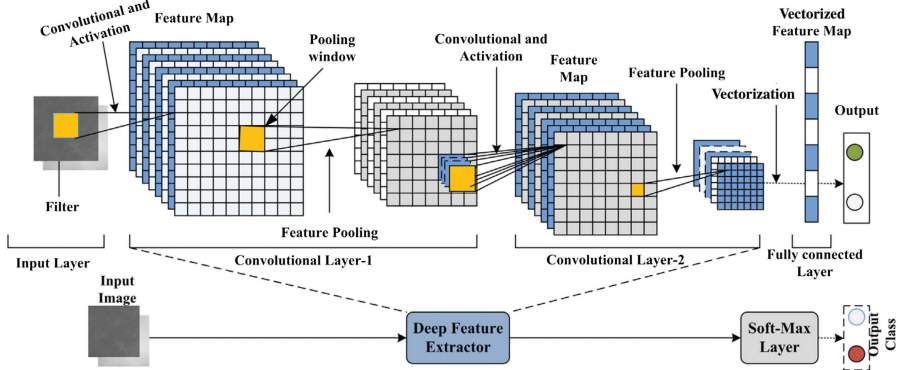 Convolutional and
Activation
Feature Map
Pooling
window
Convolutional and
Activation
Feature
Map
Feature Pooling
Vectorization
Vectorized
Feature Map
Output
Filter
Feature Pooling
Input Layer
Convolutional Layer-1
Convolutional Layer-2
Fully connected
Layer
Input
Image
Deep Feature
Extractor
Soft-Max
Layer
Output
Class